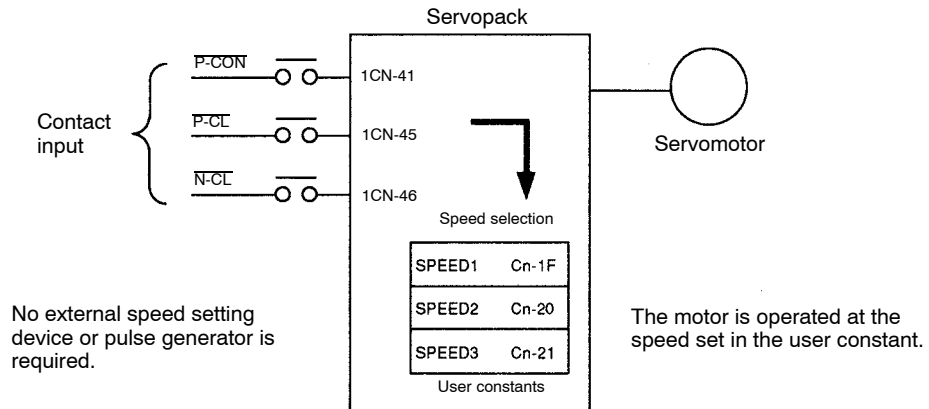 Servopack
P-CON
1CN-41
Contact
input
P-CL
1CN-45
N-CL
1CN-46
Servomotor
Speed selection
SPEED1 Cn-1F
SPEED2 Cn-20
SPEED3 Cn-21
User constants
No external speed setting
device or pulse generator is
required.
The motor is operated at the
speed set in the user constant.